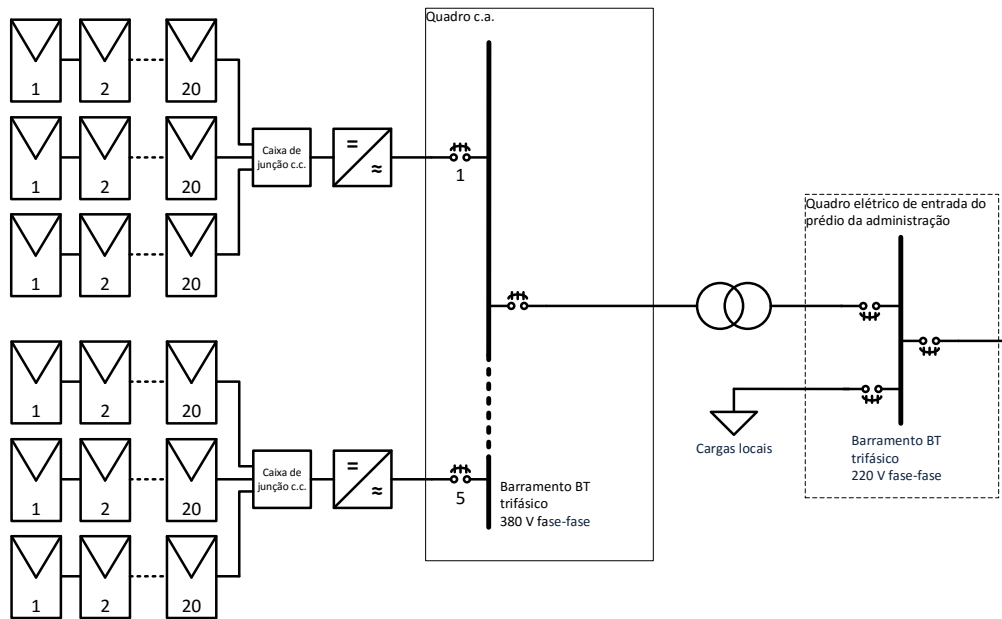 Quadro c.a.
1
2
20
1
2
20
1
2
20
Caixa de
junção c.c.
=
≈
1
Quadro elétrico de entrada do
prédio da administração
1
2
20
1
2
20
1
2
20
Caixa de
junção c.c.
=
≈
5
Barramento BT
trifásico
380 V fase-fase
Cargas locais
Barramento BT
trifásico
220 V fase-fase